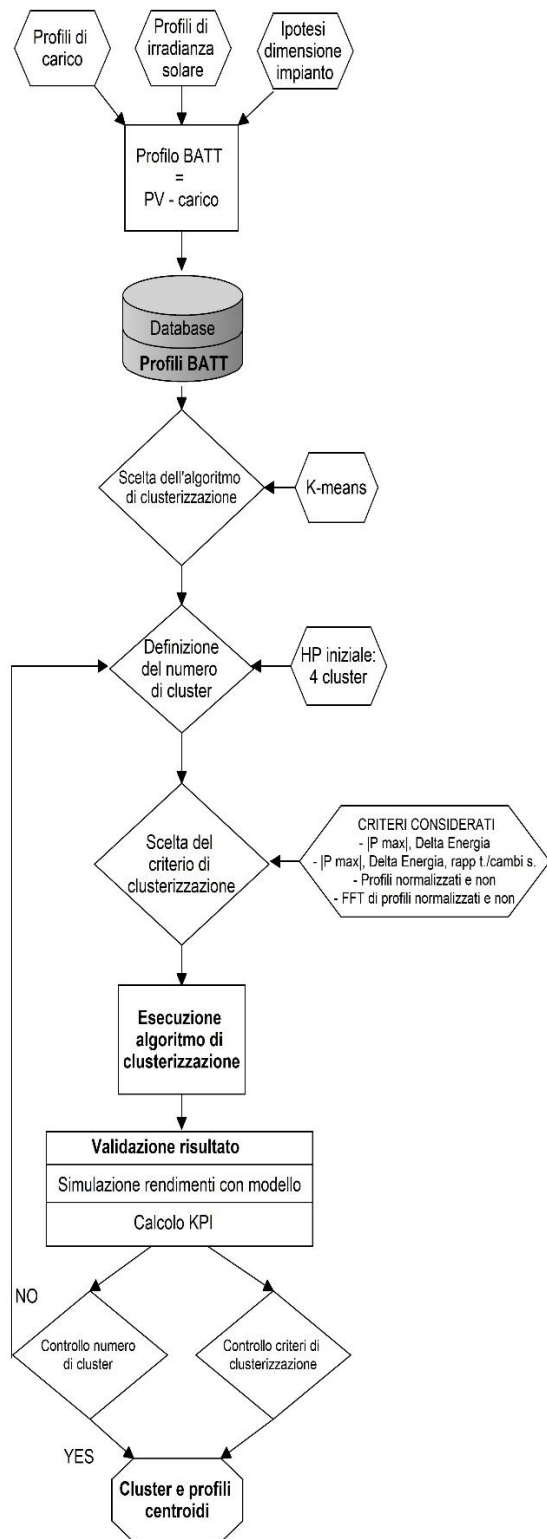 Profili di
carico
Profili di
irradianza
solare
Ipotesi
dimensione
impianto
Profilo BATT
=
PV - carico
Database
Profili BATT
Scelta dell'algoritmo
di clusterizzazione
K-means
Definizione
del numero
di cluster
HP iniziale:
4 cluster
Scelta del
criterio di
clusterizzazione
CRITERI CONSIDERATI
- |P max|, Delta Energia
- |P max|, Delta Energia, rapp t./cambi s.
- Profili normalizzati e non
- FFT di profili normalizzati e non
Esecuzione
algoritmo di
clusterizzazione
Validazione risultato
Simulazione rendimenti con modello
Calcolo KPI
NO
Controllo numero
di cluster
Controllo criteri di
clusterizzazione
YES
Cluster e profili
centroidi